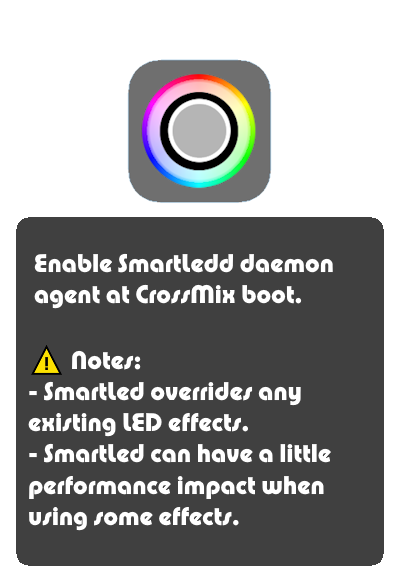 Enable Smartledd daemon
agent at CrossMix boot.
Notes:
- Smartled overrides any
existing LED effects.
- Smartled can have a little
performance impact when
using some effects.